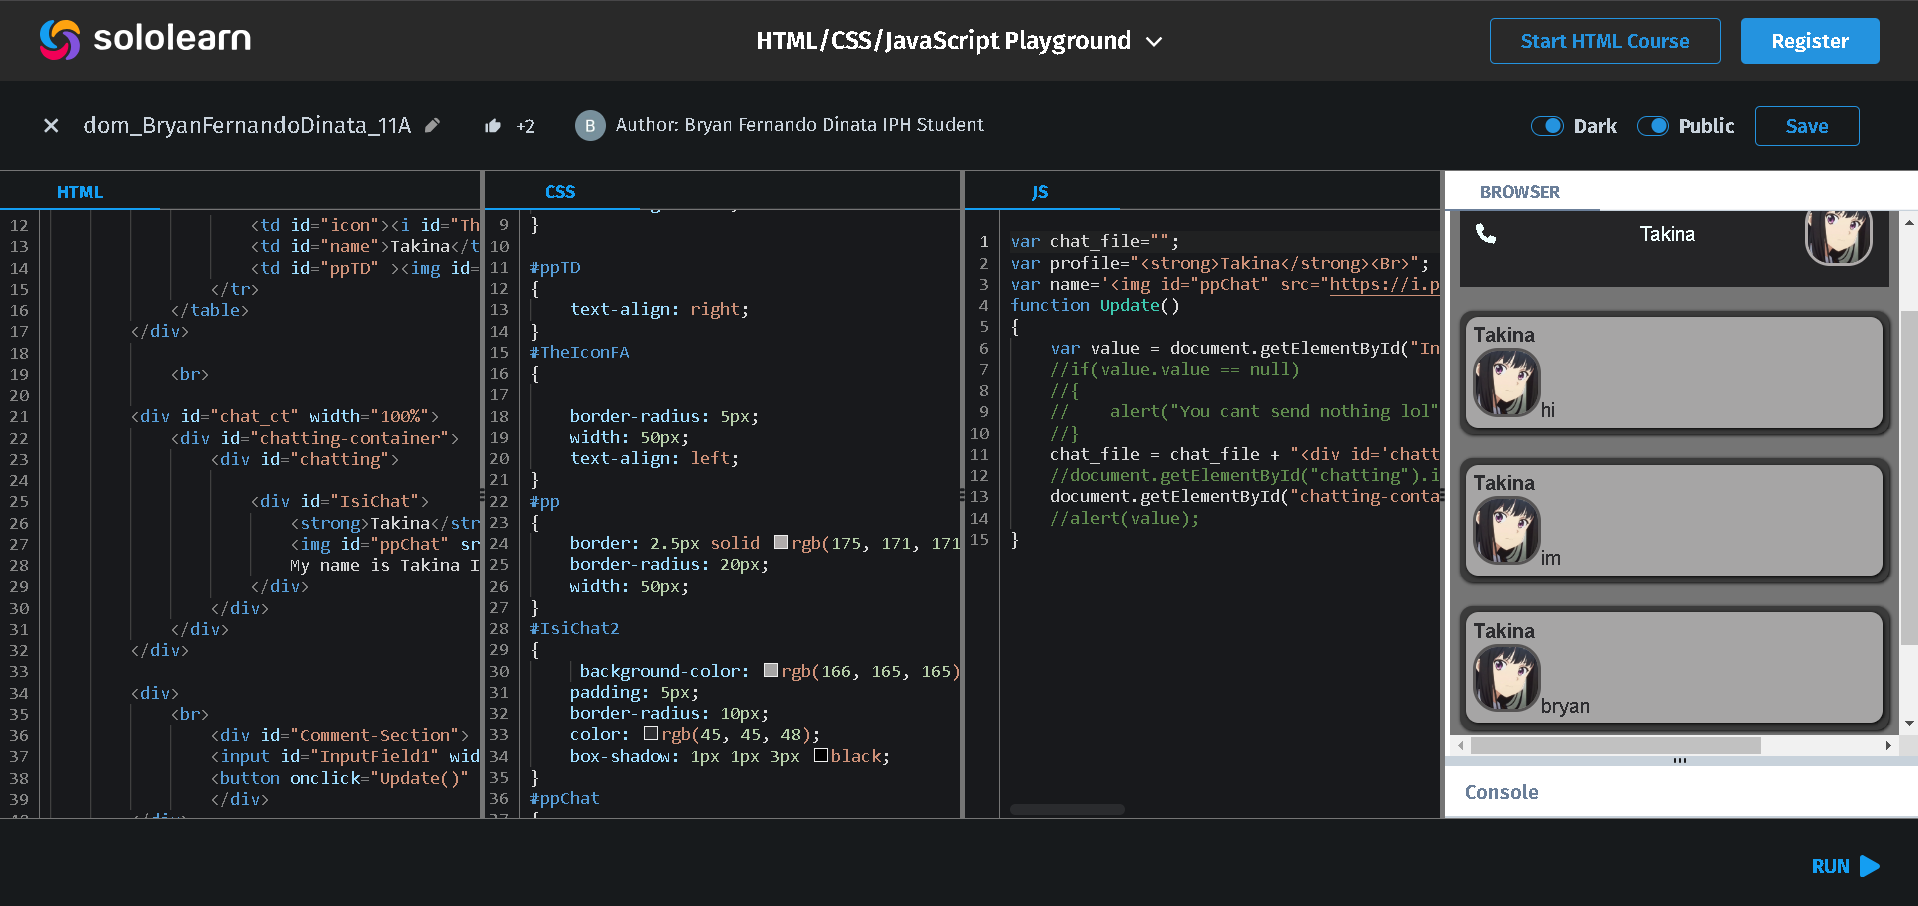 sololearn
HTML/CSS/JavaScript Playground
Start HTML Course
Register
dom_BryanFernandoDinata_11A
+2
B
Author: Bryan Fernando Dinata IPH Student
Dark
Public
Save
HTML
12 <td id="icon"><i id="Th
13 <td id="name">Takina</t
14 <td id="ppTD" ><img id=
15 </tr>
16 </table>
17 </div>
18
19 <br>
20
21 <div id="chat_ct" width="100%">
22 <div id="chatting-container">
23 <div id="chatting">
24
25 <div id="IsiChat">
26 <strong>Takina</str
27 <img id="ppChat" sr
28 My name is Takina I
29 </div>
30 </div>
31 </div>
32 </div>
33
34 <div>
35 <br>
36 <div id="Comment-Section">
37 <input id="InputField1" wid
38 <button onclick="Update()"
39 </div>
CSS
9 }
10
11 #ppTD
12 {
13 text-align: right;
14 }
15 #TheIconFA
16 {
17
18 border-radius: 5px;
19 width: 50px;
20 text-align: left;
21 }
22 #pp
23 {
24 border: 2.5px solid rgb(175, 171, 171
25 border-radius: 20px;
26 width: 50px;
27 }
28 #IsiChat2
29 {
30 background-color: rgb(166, 165, 165)
31 padding: 5px;
32 border-radius: 10px;
33 color: rgb(45, 45, 48);
34 box-shadow: 1px 1px 3px black;
35 }
36 #ppChat
JS
1 var chat_file="";
2 var profile="<strong>Takina</strong><Br>";
3 var name='<img id="ppChat" src="https://i.p
4 function Update()
5 {
6 var value = document.getElementById("In
7 //if(value.value == null)
8 //{
9 // alert("You cant send nothing lol"
10 //}
11 chat_file = chat_file + "<div id='chatt
12 //document.getElementById("chatting").i
13 document.getElementById("chatting-conta
14 //alert(value);
15 }
BROWSER
Takina
Takina
hi
Takina
im
Takina
bryan
Console
RUN